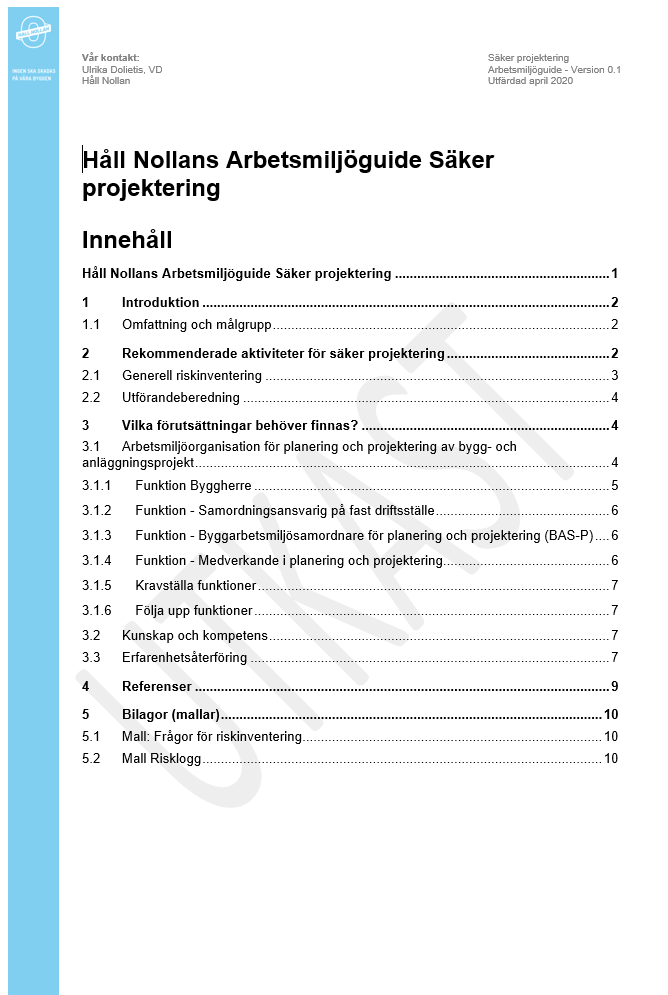 HÅLL NOLLAN
INGEN SKA SKADAS
PÅ VÅRA BYGGEN
Vår kontakt:
Ulrika Dolietis, VD
Håll Nollan
Säker projektering
Arbetsmiljöguide - Version 0.1
Utfärdad april 2020
Håll Nollans Arbetsmiljöguide Säker
projektering
Innehåll
Håll Nollans Arbetsmiljöguide Säker projektering ........ 1
1 Introduktion ........ 2
1.1 Omfattning och målgrupp ........ 2
2 Rekommenderade aktiviteter för säker projektering ........ 2
2.1 Generell riskinventering ........ 3
2.2 Utförandeberedning ........ 4
3 Vilka förutsättningar behöver finnas? ........ 4
3.1 Arbetsmiljöorganisation för planering och projektering av bygg- och
anläggningsprojekt ........ 4
3.1.1 Funktion Byggherre ........ 5
3.1.2 Funktion - Samordningsansvarig på fast driftsställe ........ 6
3.1.3 Funktion - Byggarbetsmiljösamordnare för planering och projektering (BAS-P) .... 6
3.1.4 Funktion - Medverkande i planering och projektering ........ 6
3.1.5 Kravställa funktioner ........ 7
3.1.6 Följa upp funktioner ........ 7
3.2 Kunskap och kompetens ........ 7
3.3 Erfarenhetsåterföring ........ 7
4 Referenser ........ 9
5 Bilagor (mallar) ........ 10
5.1 Mall: Frågor för riskinventering ........ 10
5.2 Mall Risklogg ........ 10
UTKAST